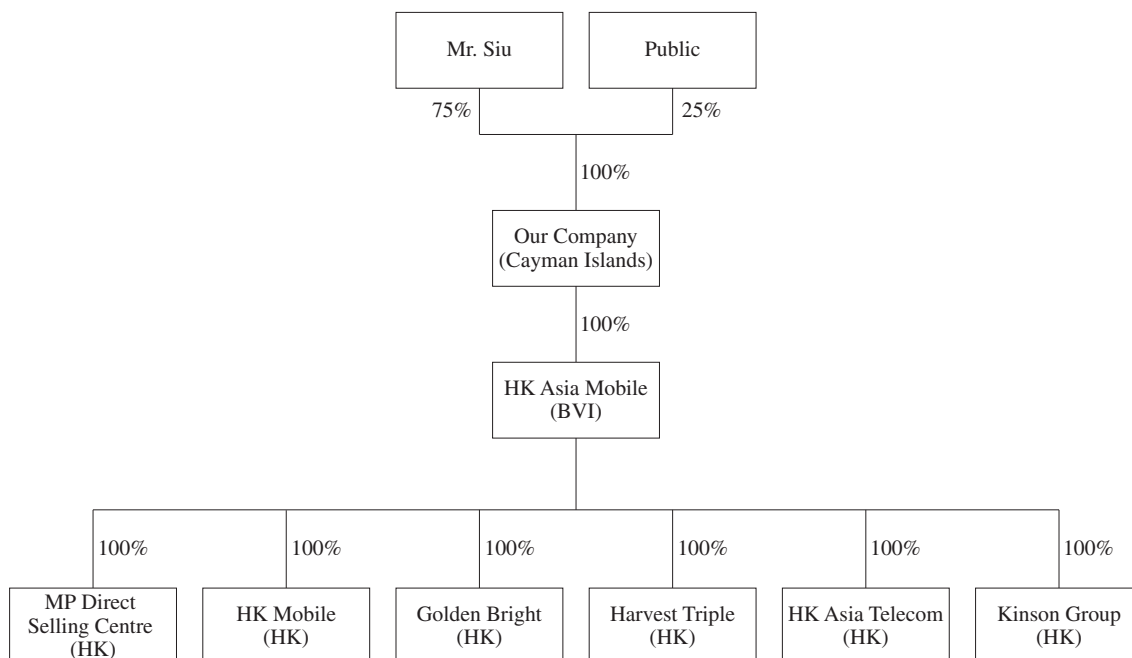 Mr. Siu
Public
75%
25%
100%
Our Company
(Cayman Islands)
100%
HK Asia Mobile
(BVI)
100%
100%
100%
100%
100%
100%
MP Direct
Selling Centre
(HK)
HK Mobile
(HK)
Golden Bright
(HK)
Harvest Triple
(HK)
HK Asia Telecom
(HK)
Kinson Group
(HK)